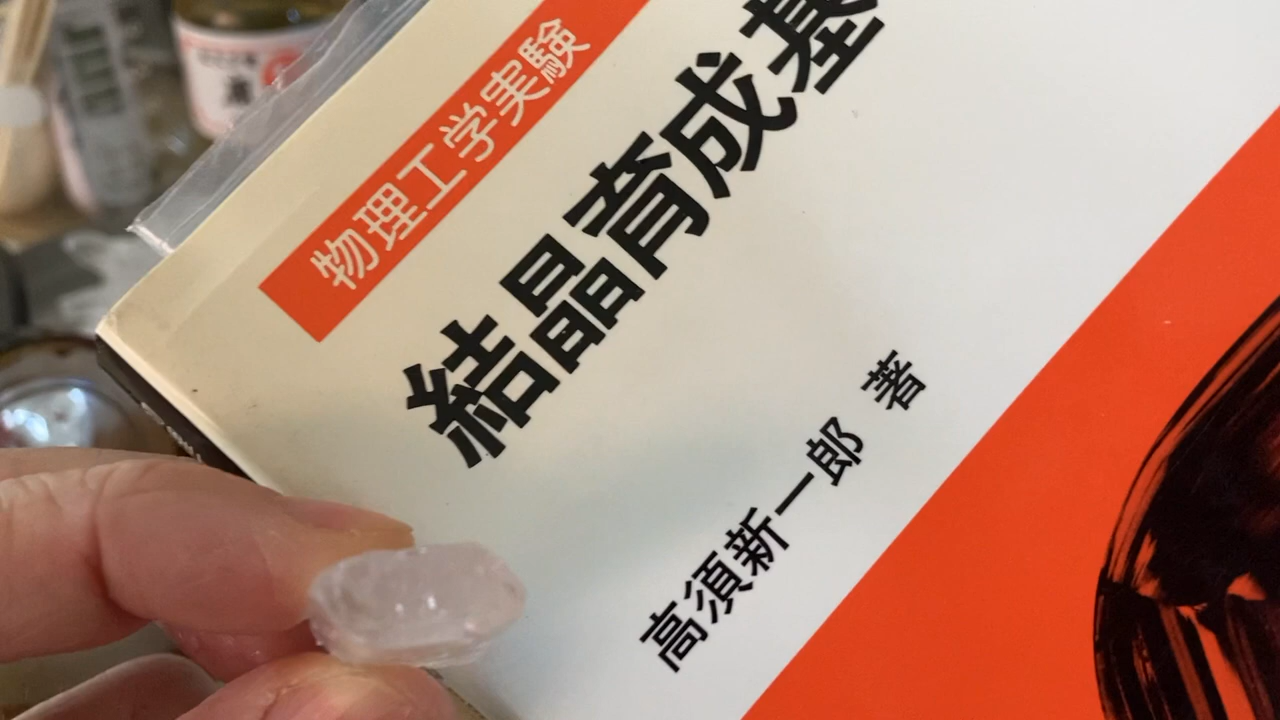 物理工学実験
結晶育成基
高須新一郎 著